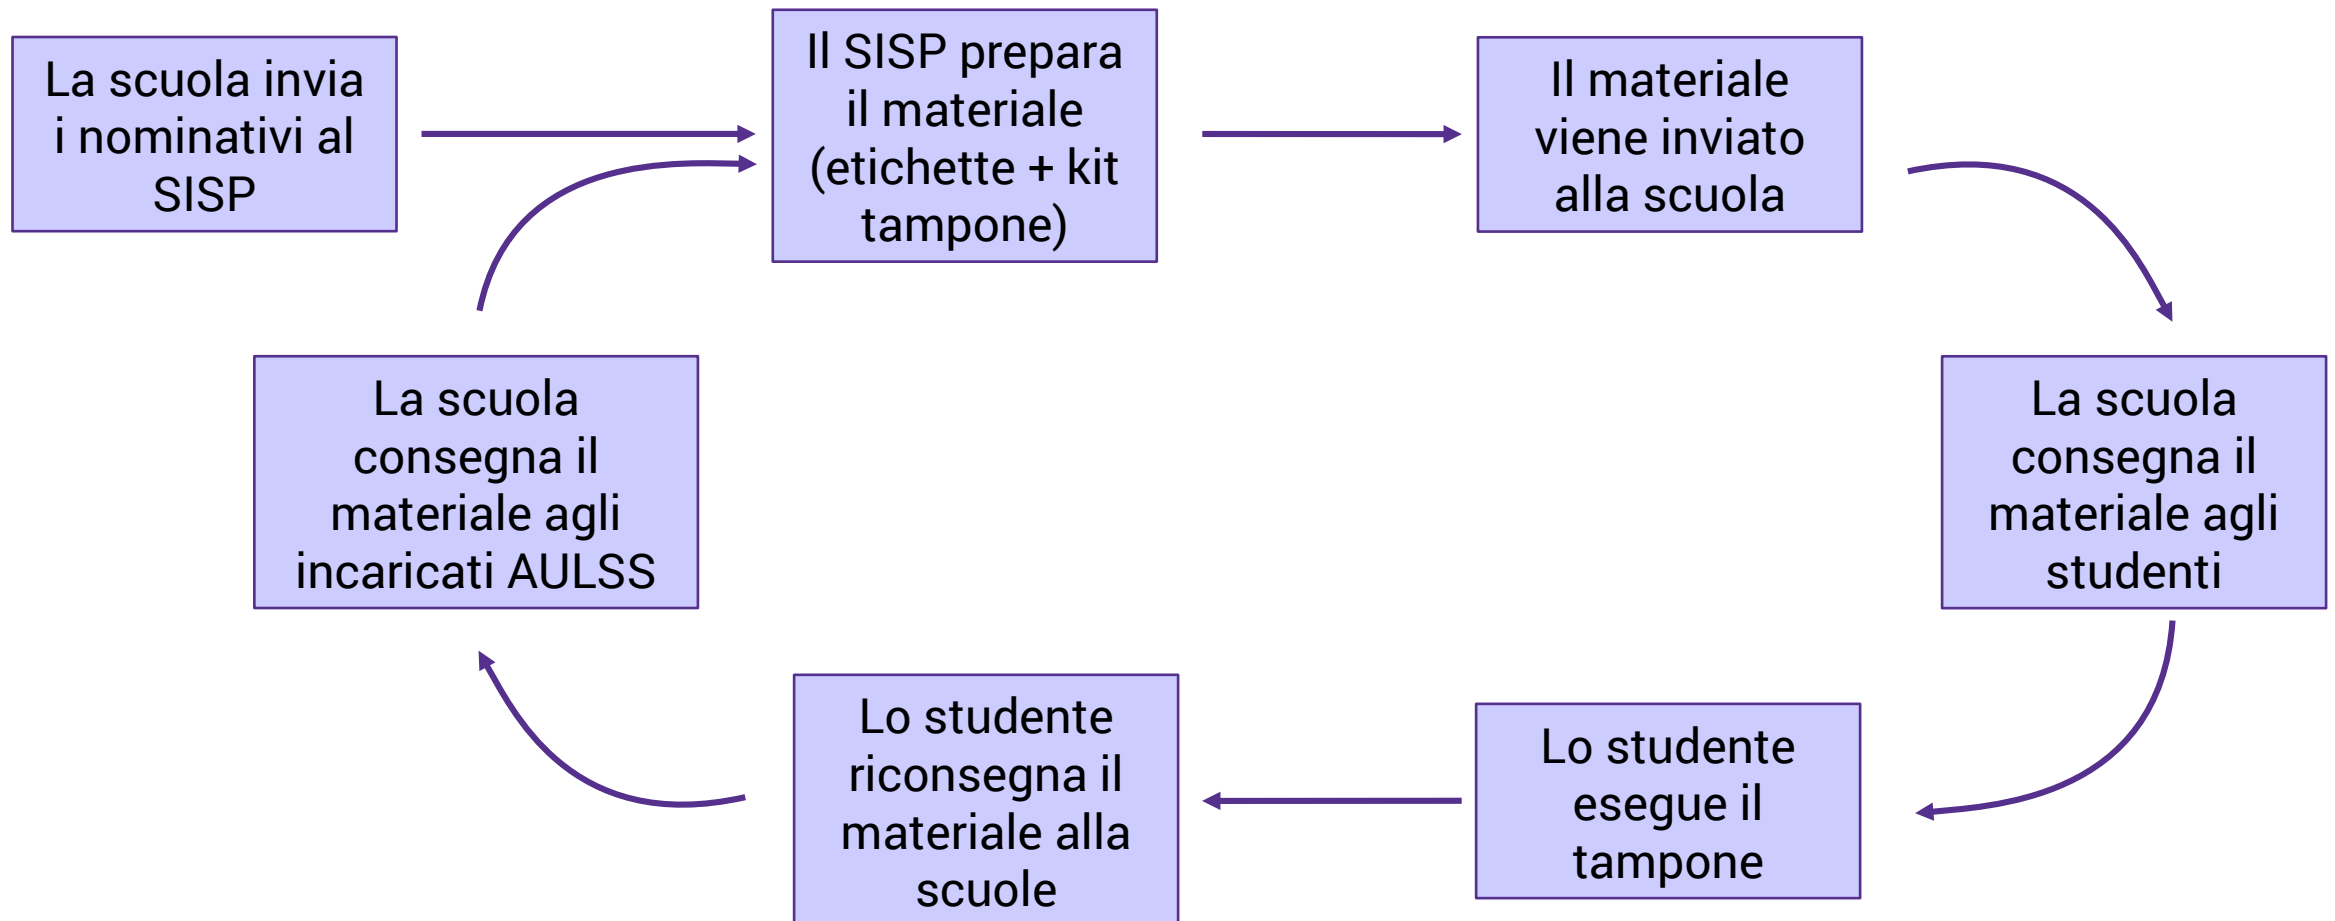 La scuola invia
i nominativi al
SISP
Il SISP prepara
il materiale
(etichette + kit
tampone)
Il materiale
viene inviato
alla scuola
La scuola
consegna il
materiale agli
studenti
Lo studente
esegue il
tampone
Lo studente
riconsegna il
materiale alla
scuole
La scuola
consegna il
materiale agli
incaricati AULSS